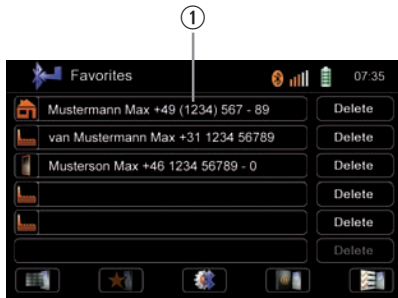 1
Favorites 07:35
Mustermann Max +49 (1234) 567 - 89 Delete
van Mustermann Max +31 1234 56789 Delete
Musterson Max +46 1234 56789 - 0 Delete
Delete
Delete
Delete